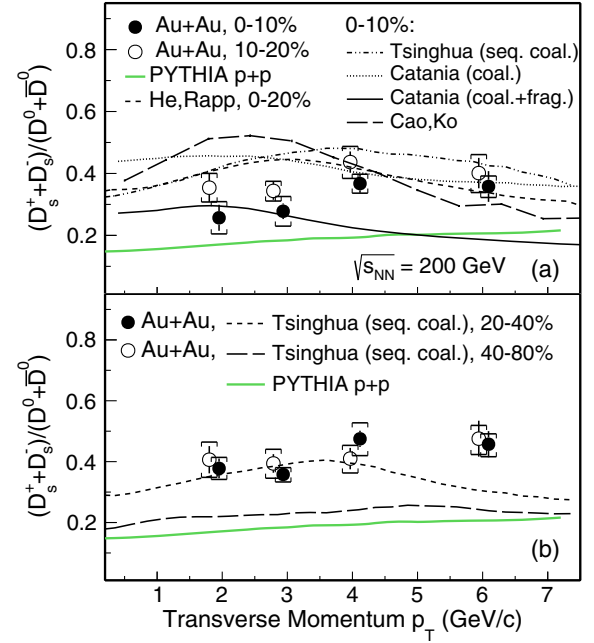 Au+Au, 0-10%
Au+Au, 10-20%
PYTHIA p+p
He,Rapp, 0-20%
0-10%:
Tsinghua (seq. coal.)
Catania (coal.)
Catania (coal.+frag.)
Cao,Ko
(D_s^+ + D_s^-)/(D^0 + \overline{D}^0)
0.8
0.6
0.4
0.2
√s_NN = 200 GeV
(a)
Au+Au,
Au+Au,
Tsinghua (seq. coal.), 20-40%
Tsinghua (seq. coal.), 40-80%
PYTHIA p+p
(D_s^+ + D_s^-)/(D^0 + \overline{D}^0)
0.8
0.6
0.4
0.2
(b)
1 2 3 4 5 6 7
Transverse Momentum p_T (GeV/c)